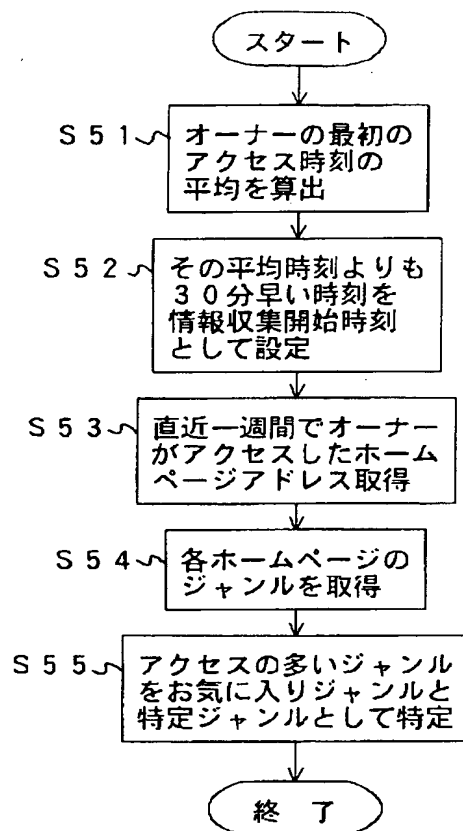 スタート
S51
オーナーの最初の
アクセス時刻の
平均を算出
S52
その平均時刻よりも
30分早い時刻を
情報収集開始時刻
として設定
S53
直近一週間でオーナー
がアクセスしたホーム
ページアドレス取得
S54
各ホームページの
ジャンルを取得
S55
アクセスの多いジャンル
をお気に入りジャンルと
特定ジャンルとして特定
終了